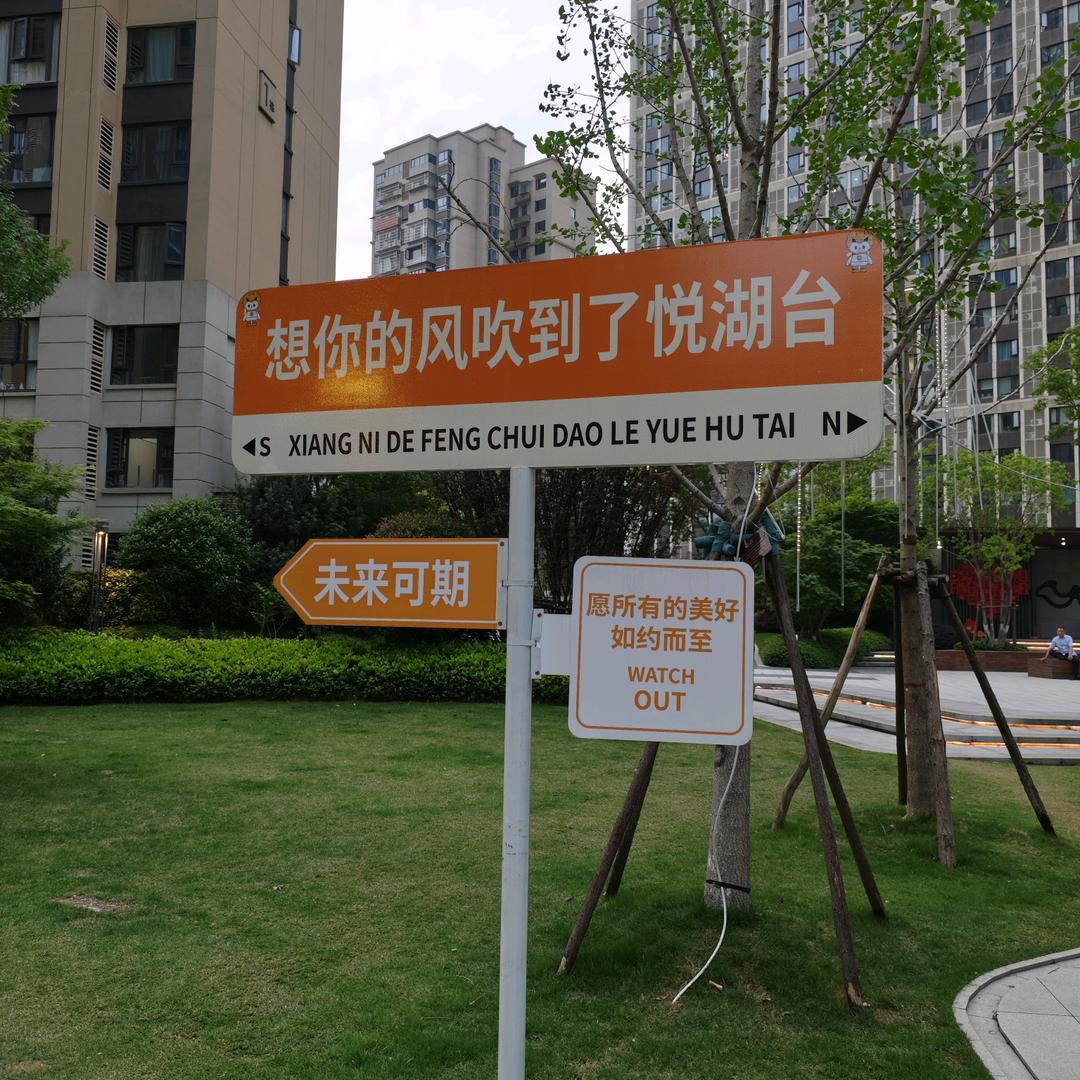 想你的风吹到了悦湖台
S XIANG NI DE FENG CHUI DAO LE YUE HU TAI N
未来可期
愿所有的美好
如约而至
WATCH
OUT